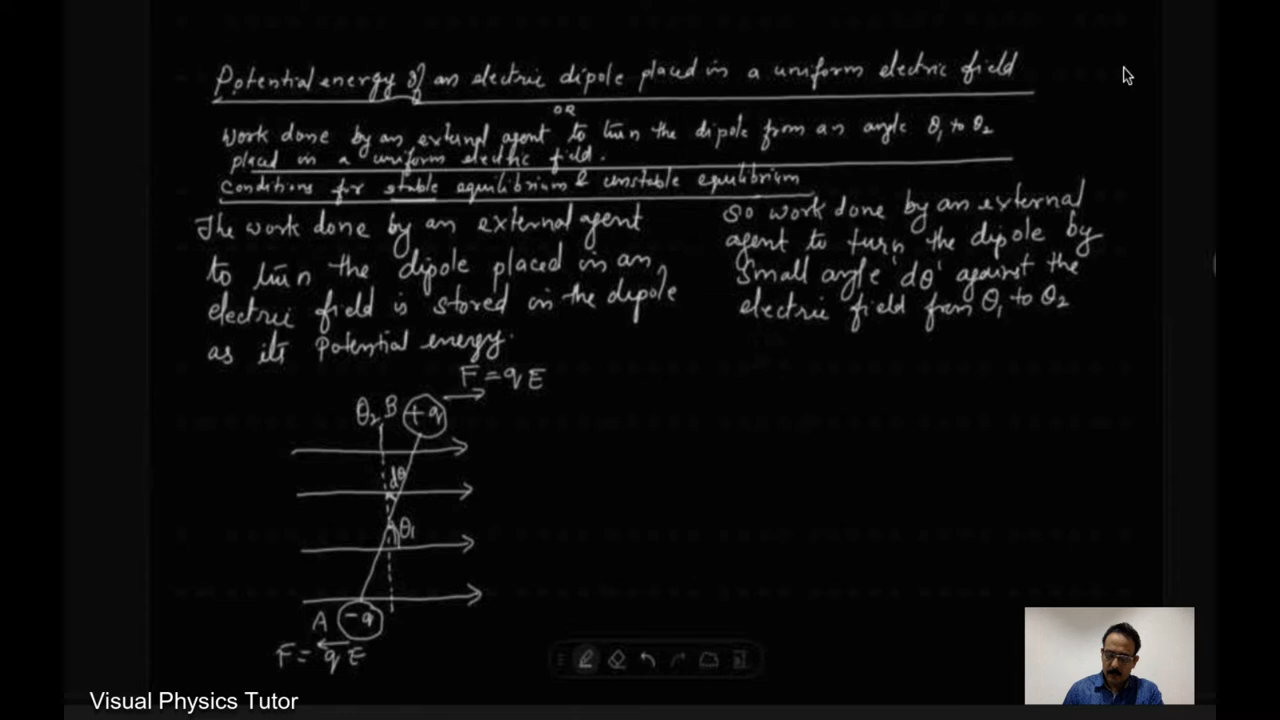 Potential energy of an electric dipole placed in a uniform electric field
OR
Work done by an external agent to turn the dipole from an angle θ₁ to θ₂
placed in a uniform electric field.
Conditions for stable equilibrium & unstable equilibrium
The work done by an external agent
to turn the dipole placed in an
electric field is stored in the dipole
as its Potential energy.
So work done by an external
agent to turn the dipole by
small angle 'dθ' against the
electric field from θ₁ to θ₂
F = qE
θ₂ B +q
dθ
θ₁
A -q
F = qE
Visual Physics Tutor